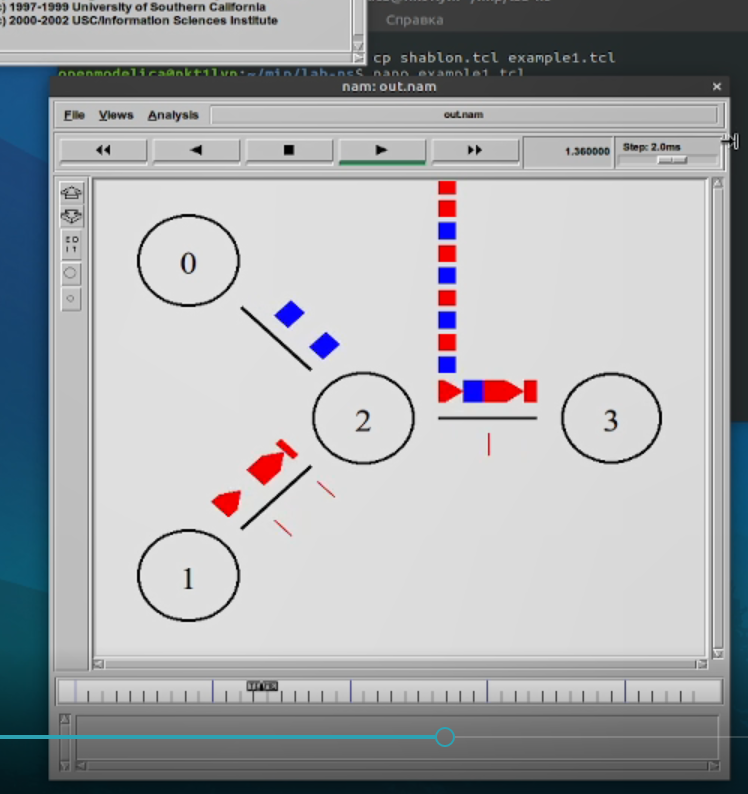 c) 1997-1999 University of Southern California
c) 2000-2002 USC/Information Sciences Institute
Справка
cp shablon.tcl example1.tcl
openmodelica@pkt1lyp:~/mip/lab-ns$ nano example1.tcl
nam: out.nam
File Views Analysis out.nam
1.360000 Step: 2.0ms
0
2
3
1